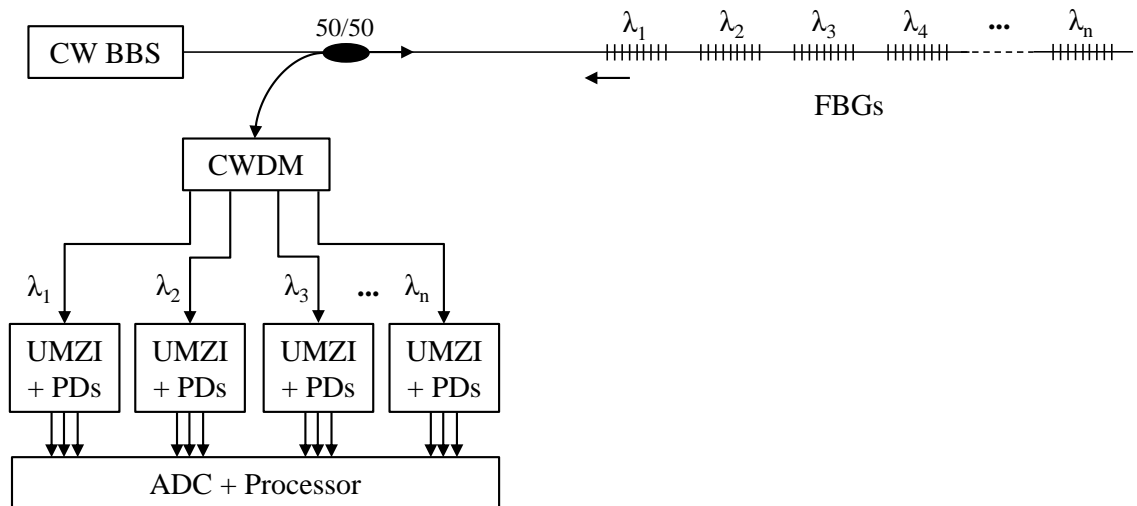 50/50
CW BBS
λ1 λ2 λ3 λ4 ... λn
FBGs
CWDM
λ1 λ2 λ3 ... λn
UMZI + PDs
UMZI + PDs
UMZI + PDs
UMZI + PDs
ADC + Processor